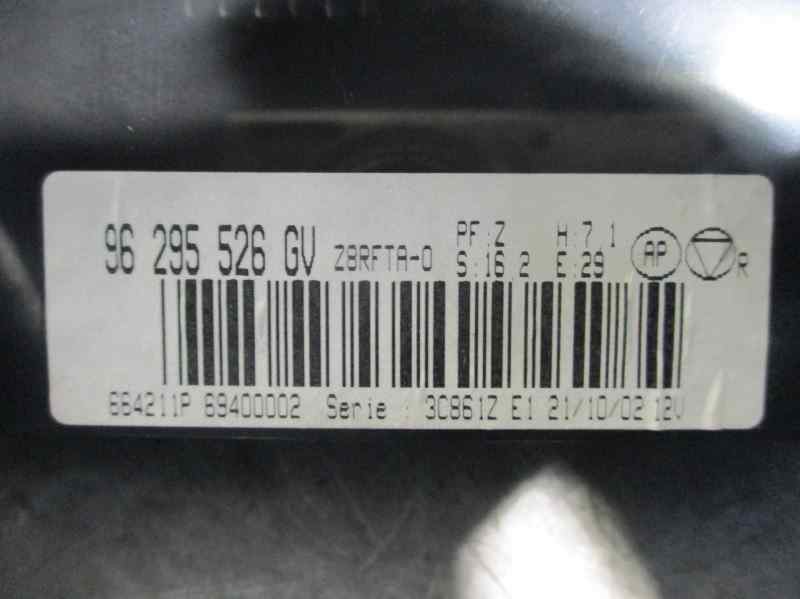 96 295 526 GV Z8RFTA-0 PF:Z H:7,1
S:16,2 E:29 AP R
664211P 69400002 Serie : 3C861Z E1 21/10/02 12V